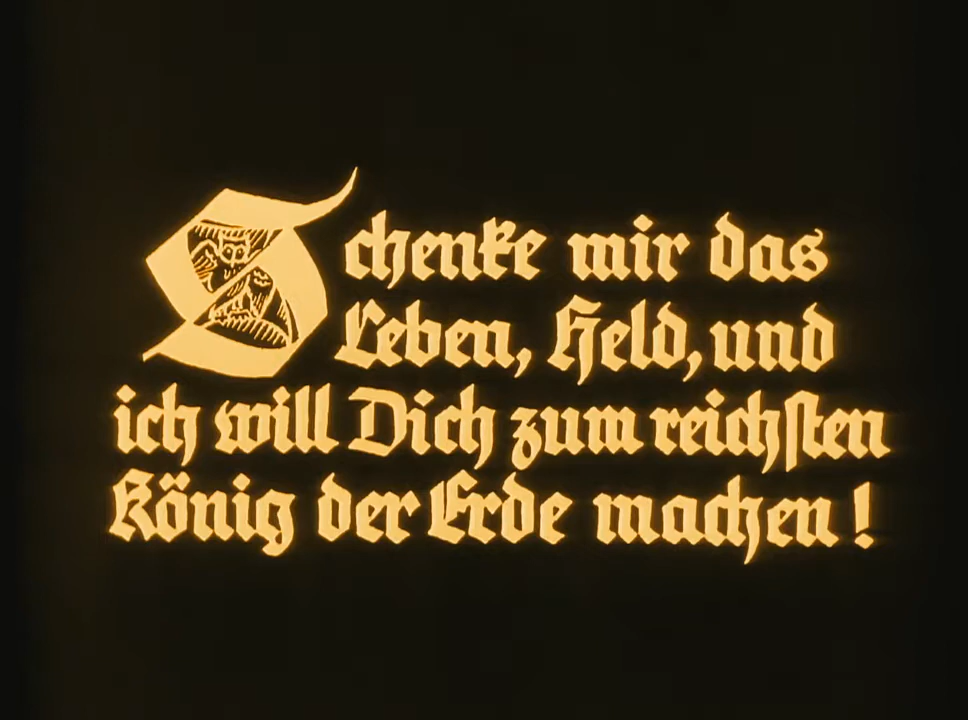 Schenke mir das
Leben, Held, und
ich will Dich zum reichsten
König der Erde machen!